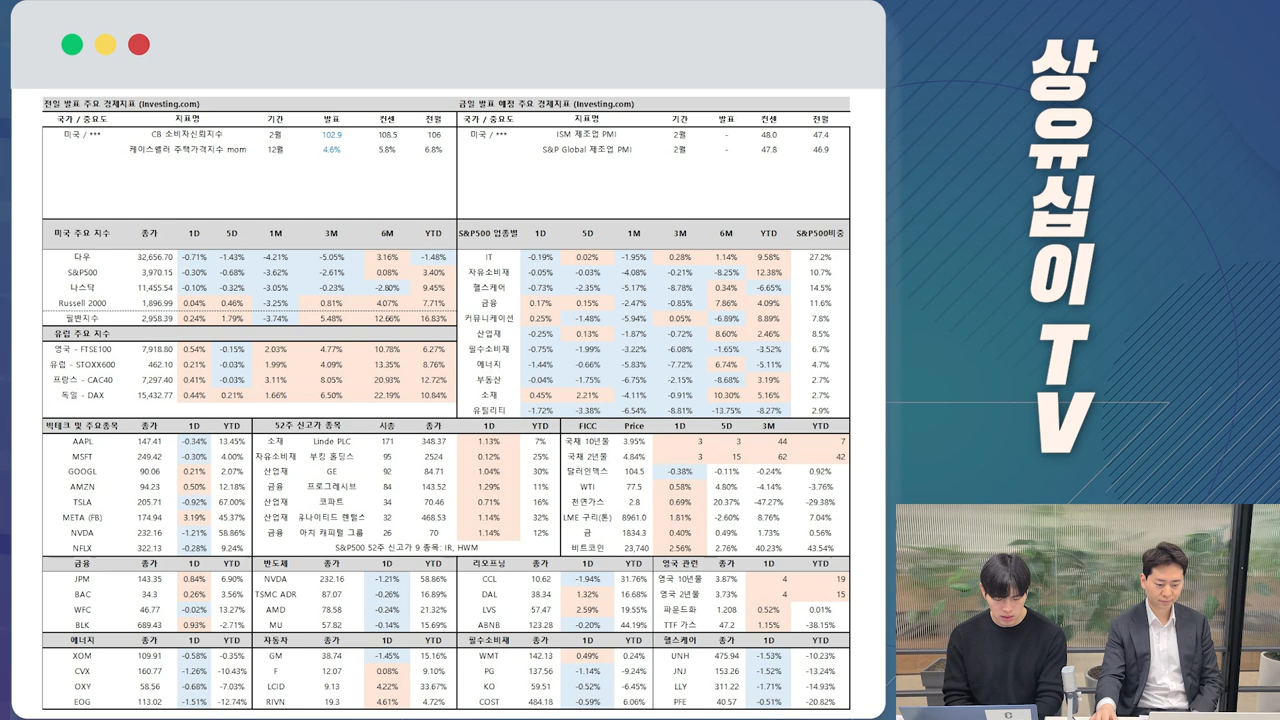 전일 발표 주요 경제지표 (Investing.com) 금일 발표 예정 주요 경제지표 (Investing.com)
국가 / 중요도 지표명 기간 발표 컨센 전월 국가 / 중요도 지표명 기간 발표 컨센 전월
미국 / *** CB 소비자신뢰지수 2월 102.9 108.5 106 미국 / *** ISM 제조업 PMI 2월 - 48.0 47.4
케이스쉴러 주택가격지수 mom 12월 4.6% 5.8% 6.8% S&P Global 제조업 PMI 2월 - 47.8 46.9
미국 주요 지수 종가 1D 5D 1M 3M 6M YTD S&P500 업종별 1D 5D 1M 3M 6M YTD S&P500비중
다우 32,656.70 -0.71% -1.43% -4.21% -5.05% 3.16% -1.48% IT -0.19% 0.02% -1.95% 0.28% 1.14% 9.58% 27.2%
S&P500 3,970.15 -0.30% -0.68% -3.62% -2.61% 0.08% 3.40% 자유소비재 -0.05% -0.03% -4.08% -0.21% -8.25% 12.38% 10.7%
나스닥 11,455.54 -0.10% -0.32% -3.05% -0.23% -2.80% 9.45% 헬스케어 -0.73% -2.35% -5.17% -8.78% 0.34% -6.65% 14.5%
Russell 2000 1,896.99 0.04% 0.46% -3.25% 0.81% 4.07% 7.71% 금융 0.17% 0.15% -2.47% -0.85% 7.86% 4.09% 11.6%
필반지수 2,958.39 0.24% 1.79% -3.74% 5.48% 12.66% 16.83% 커뮤니케이션 0.25% -1.48% -5.94% 0.05% -6.89% 8.89% 7.8%
유럽 주요 지수 산업재 -0.25% 0.13% -1.87% -0.72% 8.60% 2.46% 8.5%
영국 - FTSE100 7,918.80 0.54% -0.15% 2.03% 4.77% 10.78% 6.27% 필수소비재 -0.75% -1.99% -3.22% -6.08% -1.65% -3.52% 6.7%
유럽 - STOXX600 462.10 0.21% -0.03% 1.99% 4.09% 13.35% 8.76% 에너지 -1.44% -0.66% -5.83% -7.72% 6.74% -5.11% 4.7%
프랑스 - CAC40 7,297.40 0.41% -0.03% 3.11% 8.05% 20.93% 12.72% 부동산 -0.04% -1.75% -6.75% -2.15% -8.68% 3.19% 2.7%
독일 - DAX 15,432.77 0.44% 0.21% 1.66% 6.50% 22.19% 10.84% 소재 0.45% 2.21% -4.11% -0.91% 10.30% 5.16% 2.7%
유틸리티 -1.72% -3.38% -6.54% -8.81% -13.75% -8.27% 2.9%
빅테크 및 주요종목 종가 1D YTD 52주 신고가 종목 시총 종가 1D YTD FICC Price 1D 5D 3M YTD
AAPL 147.41 -0.34% 13.45% 소재 Linde PLC 171 348.37 1.13% 7% 국채 10년물 3.95% 3 3 44 7
MSFT 249.42 -0.30% 4.00% 자유소비재 부킹 홀딩스 95 2524 0.12% 25% 국채 2년물 4.84% 3 15 62 42
GOOGL 90.06 0.21% 2.07% 산업재 GE 92 84.71 1.04% 30% 달러인덱스 104.5 -0.38% -0.11% -0.24% 0.92%
AMZN 94.23 0.50% 12.18% 금융 프로그레시브 84 143.52 1.29% 11% WTI 77.5 0.58% 4.80% -4.14% -3.76%
TSLA 205.71 -0.92% 67.00% 산업재 코파트 34 70.46 0.71% 16% 천연가스 2.8 0.69% 20.37% -47.27% -29.38%
META (FB) 174.94 3.19% 45.37% 산업재 유나이티드 렌털스 32 468.53 1.14% 32% LME 구리(톤) 8961.0 1.81% -2.60% 8.76% 7.04%
NVDA 232.16 -1.21% 58.86% 금융 아치 캐피털 그룹 26 70 1.14% 12% 금 1834.3 0.40% 0.49% 1.73% 0.56%
NFLX 322.13 -0.28% 9.24% S&P500 52주 신고가 9 종목: IR, HWM 비트코인 23,740 2.56% 2.76% 40.23% 43.54%
금융 종가 1D YTD 반도체 종가 1D YTD 리오프닝 종가 1D YTD 영국 관련 종가 1D YTD
JPM 143.35 0.84% 6.90% NVDA 232.16 -1.21% 58.86% CCL 10.62 -1.94% 31.76% 영국 10년물 3.87% 4 19
BAC 34.3 0.26% 3.56% TSMC ADR 87.07 -0.26% 16.89% DAL 38.34 1.32% 16.68% 영국 2년물 3.73% 4 15
WFC 46.77 -0.02% 13.27% AMD 78.58 -0.24% 21.32% LVS 57.47 2.59% 19.55% 파운드화 1.208 0.52% 0.01%
BLK 689.43 0.93% -2.71% MU 57.82 -0.14% 15.69% ABNB 123.28 -0.20% 44.19% TTF 가스 47.2 1.15% -38.15%
에너지 종가 1D YTD 자동차 종가 1D YTD 필수소비재 종가 1D YTD 헬스케어 종가 1D YTD
XOM 109.91 -0.58% -0.35% GM 38.74 -1.45% 15.16% WMT 142.13 0.49% 0.24% UNH 475.94 -1.53% -10.23%
CVX 160.77 -1.26% -10.43% F 12.07 0.08% 9.10% PG 137.56 -1.14% -9.24% JNJ 153.26 -1.52% -13.24%
OXY 58.56 -0.68% -7.03% LCID 9.13 4.22% 33.67% KO 59.51 -0.52% -6.45% LLY 311.22 -1.71% -14.93%
EOG 113.02 -1.51% -12.74% RIVN 19.3 4.61% 4.72% COST 484.18 -0.59% 6.06% PFE 40.57 -0.51% -20.82%
상유십이 TV